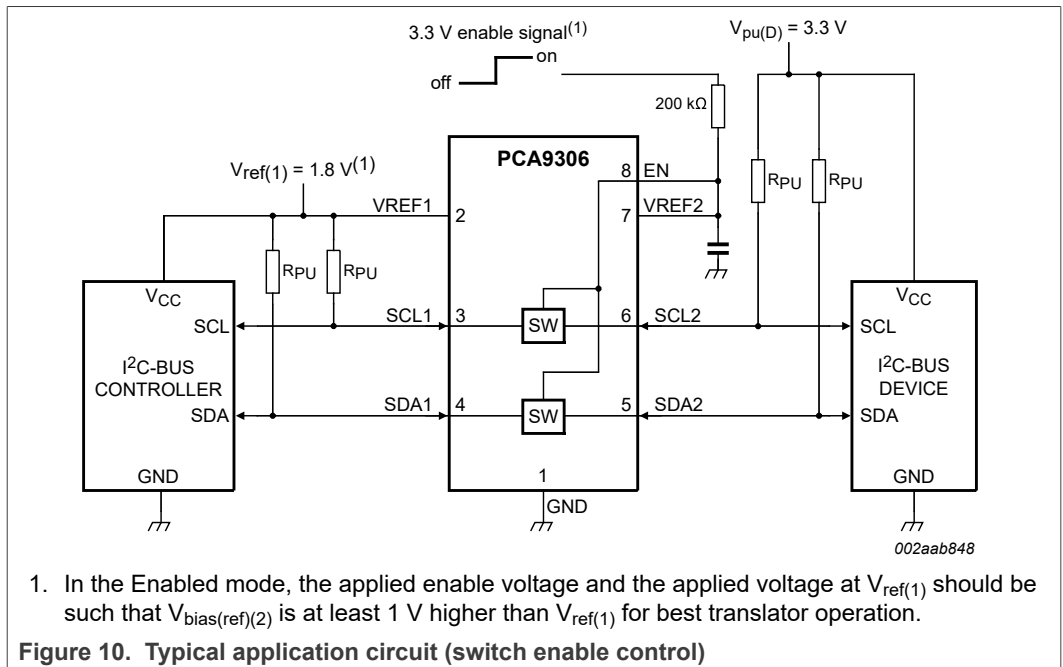 3.3 V enable signal(1)
on
off
Vpu(D) = 3.3 V
200 kΩ
PCA9306
Vref(1) = 1.8 V(1)
8 EN
RPU RPU
VREF1 2
7 VREF2
RPU RPU
VCC
SCL
SCL1 3
SW
6 SCL2
VCC
SCL
I2C-BUS
CONTROLLER
I2C-BUS
DEVICE
SDA
SDA1 4
SW
5 SDA2
SDA
GND
1
GND
GND
002aab848
1. In the Enabled mode, the applied enable voltage and the applied voltage at Vref(1) should be
such that Vbias(ref)(2) is at least 1 V higher than Vref(1) for best translator operation.
Figure 10. Typical application circuit (switch enable control)